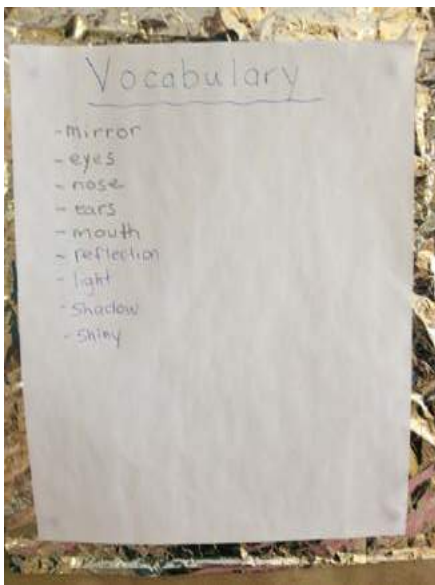 Vocabulary
- mirror
- eyes
- nose
- ears
- mouth
- reflection
- light
- shadow
- shiny